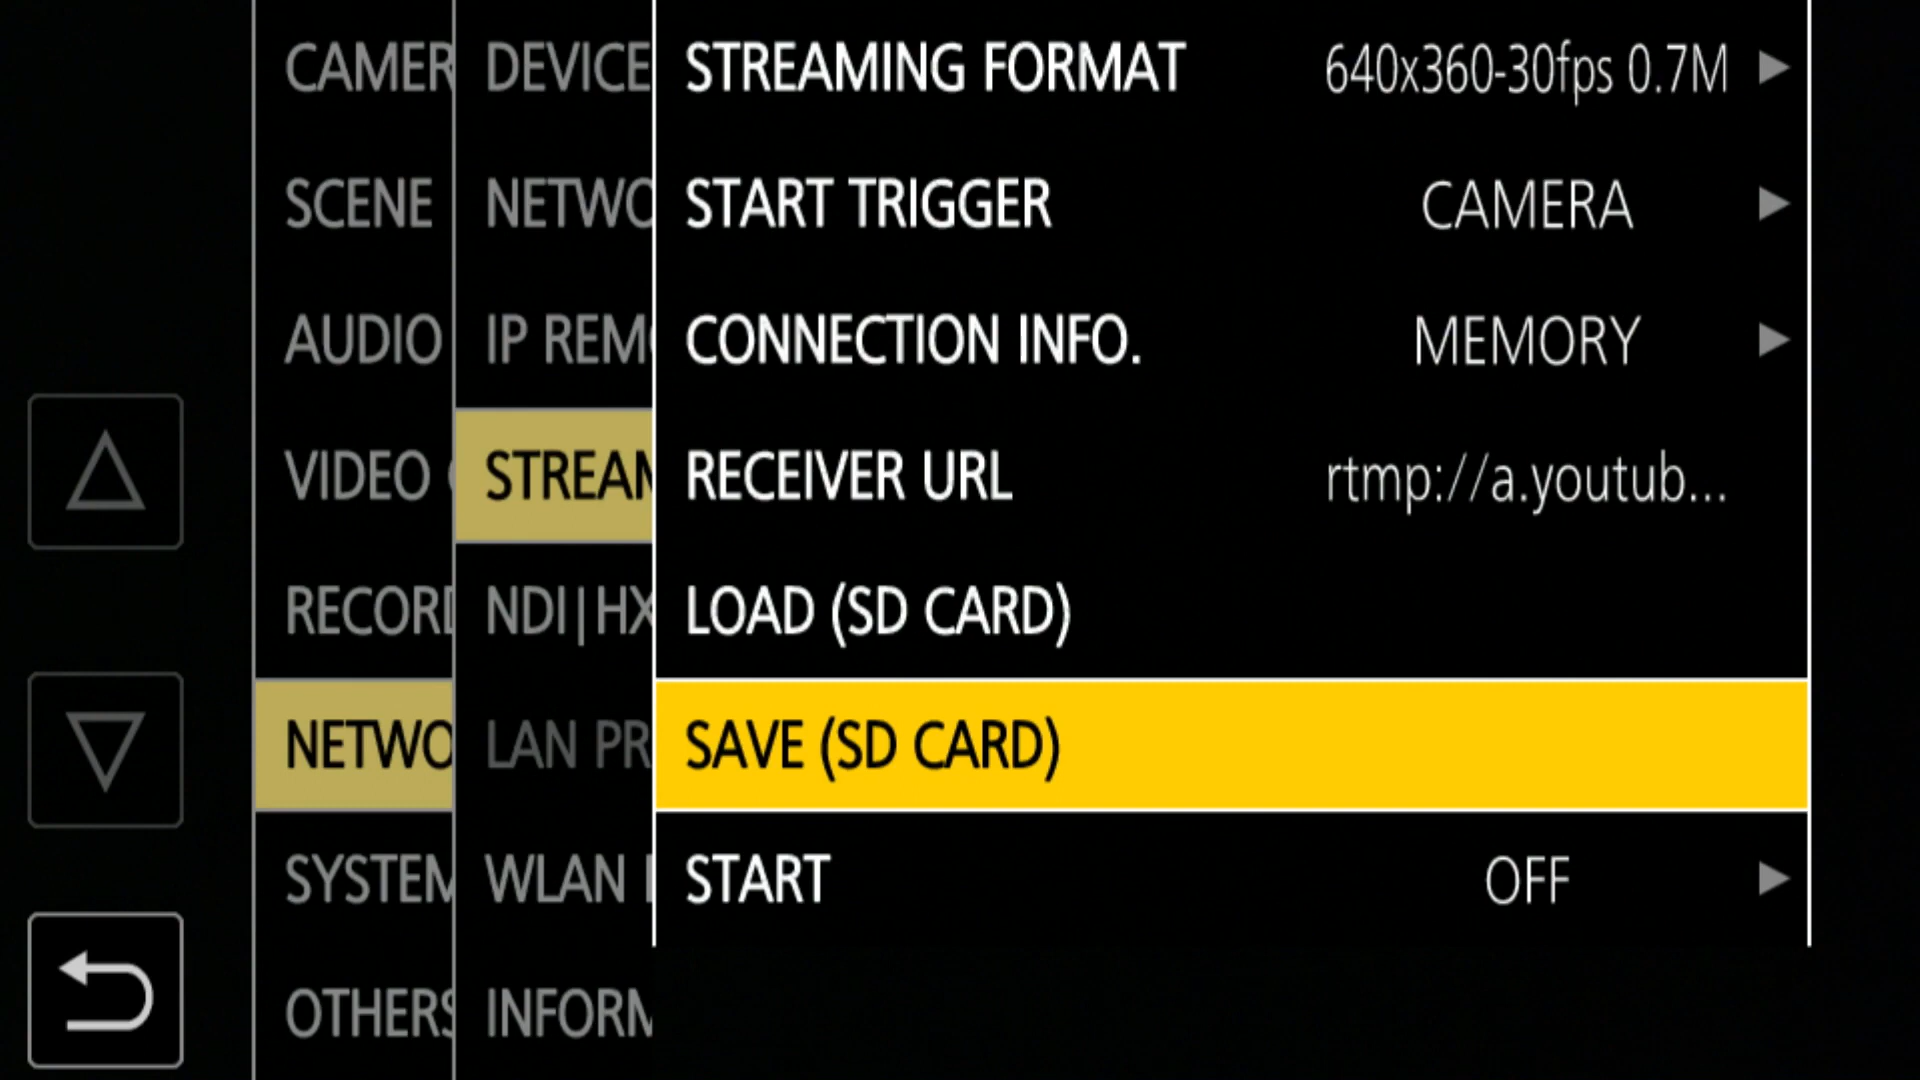 CAMER
SCENE
AUDIO
VIDEO
RECORD
NETWO
SYSTEM
OTHERS
DEVICE
NETWO
IP REM
STREAM
NDI|HX
LAN PR
WLAN
INFORM
STREAMING FORMAT 640x360-30fps 0.7M
START TRIGGER CAMERA
CONNECTION INFO. MEMORY
RECEIVER URL rtmp://a.youtub...
LOAD (SD CARD)
SAVE (SD CARD)
START OFF